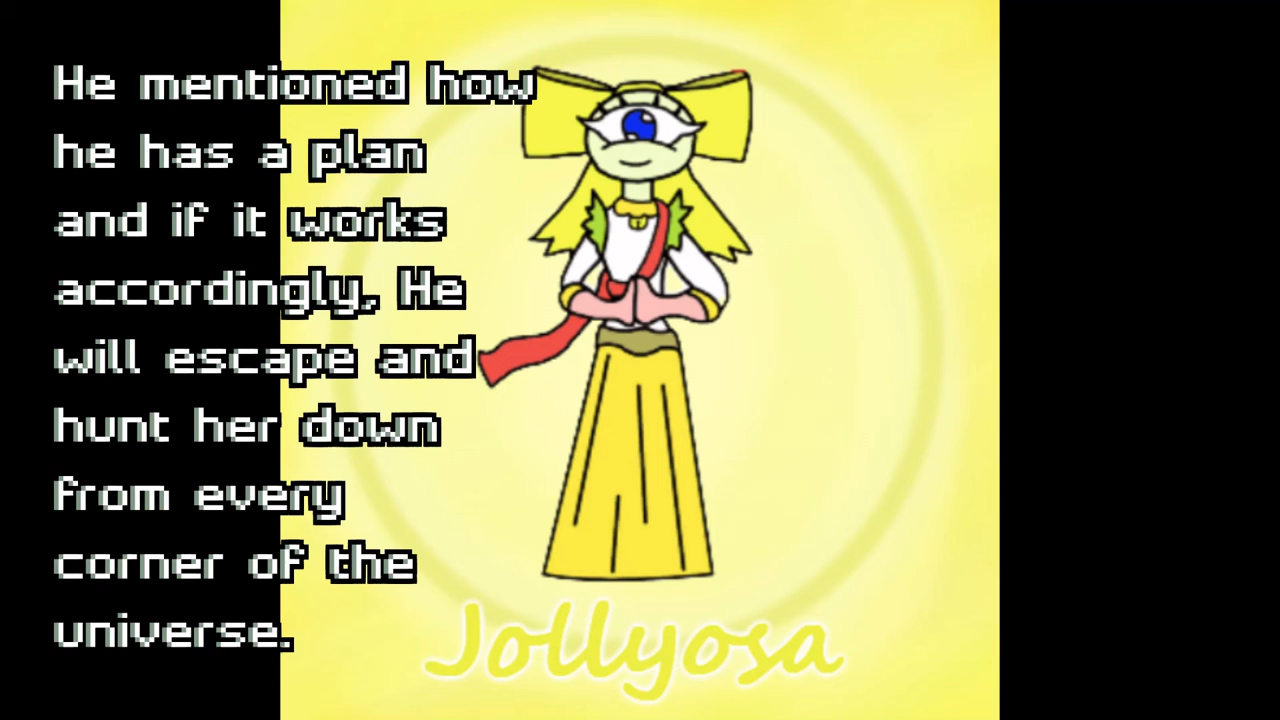 He mentioned how
he has a plan
and if it works
accordingly, He
will escape and
hunt her down
from every
corner of the
universe.
Jollyosa